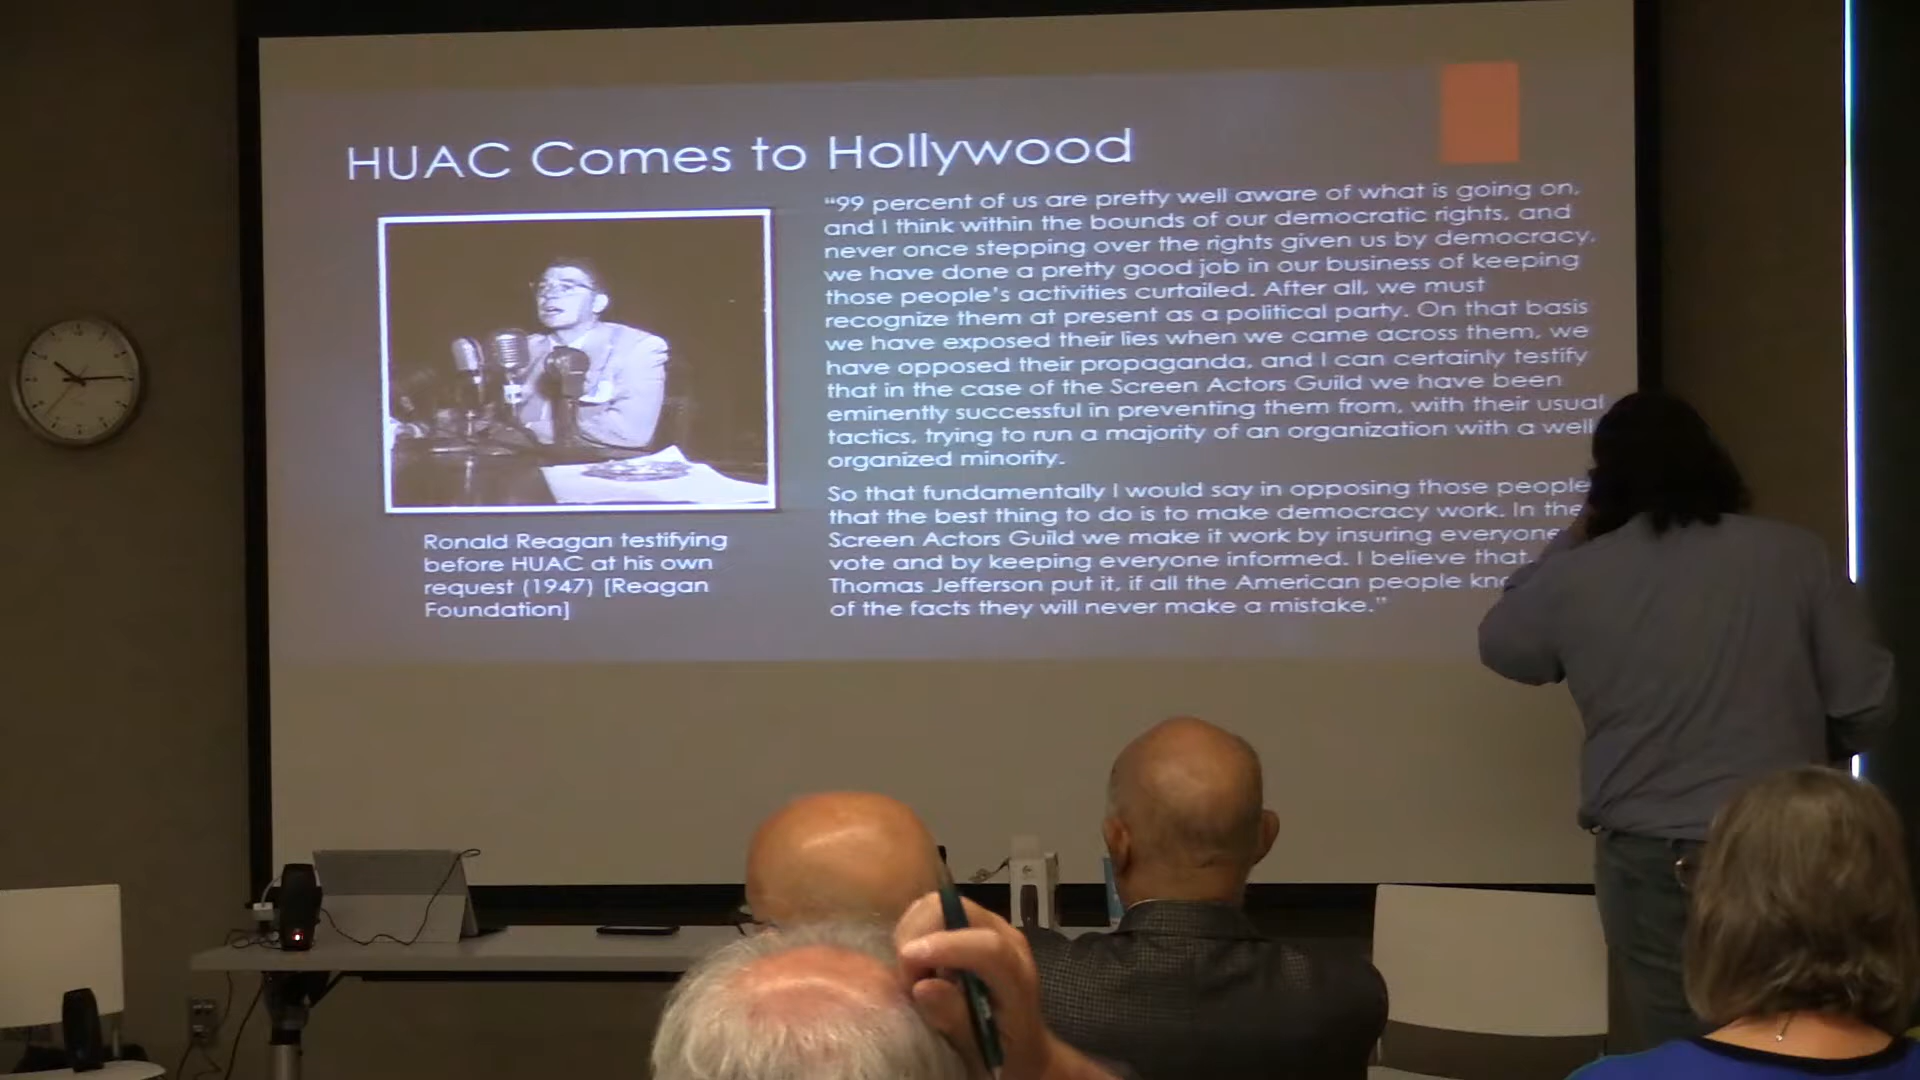 HUAC Comes to Hollywood
"99 percent of us are pretty well aware of what is going on,
and I think within the bounds of our democratic rights, and
never once stepping over the rights given us by democracy,
we have done a pretty good job in our business of keeping
those people's activities curtailed. After all, we must
recognize them at present as a political party. On that basis
we have exposed their lies when we came across them, we
have opposed their propaganda, and I can certainly testify
that in the case of the Screen Actors Guild we have been
eminently successful in preventing them from, with their usual
tactics, trying to run a majority of an organization with a well
organized minority.
So that fundamentally I would say in opposing those people
that the best thing to do is to make democracy work. In the
Screen Actors Guild we make it work by insuring everyone
vote and by keeping everyone informed. I believe that,
Thomas Jefferson put it, if all the American people
of the facts they will never make a mistake."
Ronald Reagan testifying
before HUAC at his own
request (1947) [Reagan
Foundation]